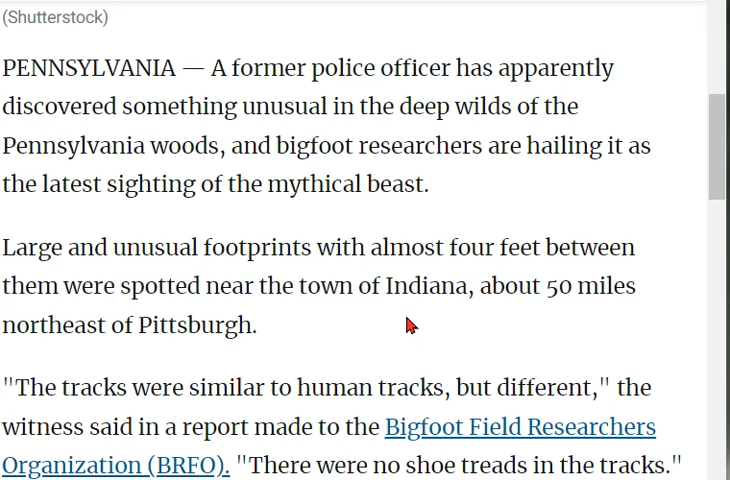 (Shutterstock)
PENNSYLVANIA — A former police officer has apparently
discovered something unusual in the deep wilds of the
Pennsylvania woods, and bigfoot researchers are hailing it as
the latest sighting of the mythical beast.
Large and unusual footprints with almost four feet between
them were spotted near the town of Indiana, about 50 miles
northeast of Pittsburgh.
"The tracks were similar to human tracks, but different," the
witness said in a report made to the Bigfoot Field Researchers
Organization (BRFO). "There were no shoe treads in the tracks."